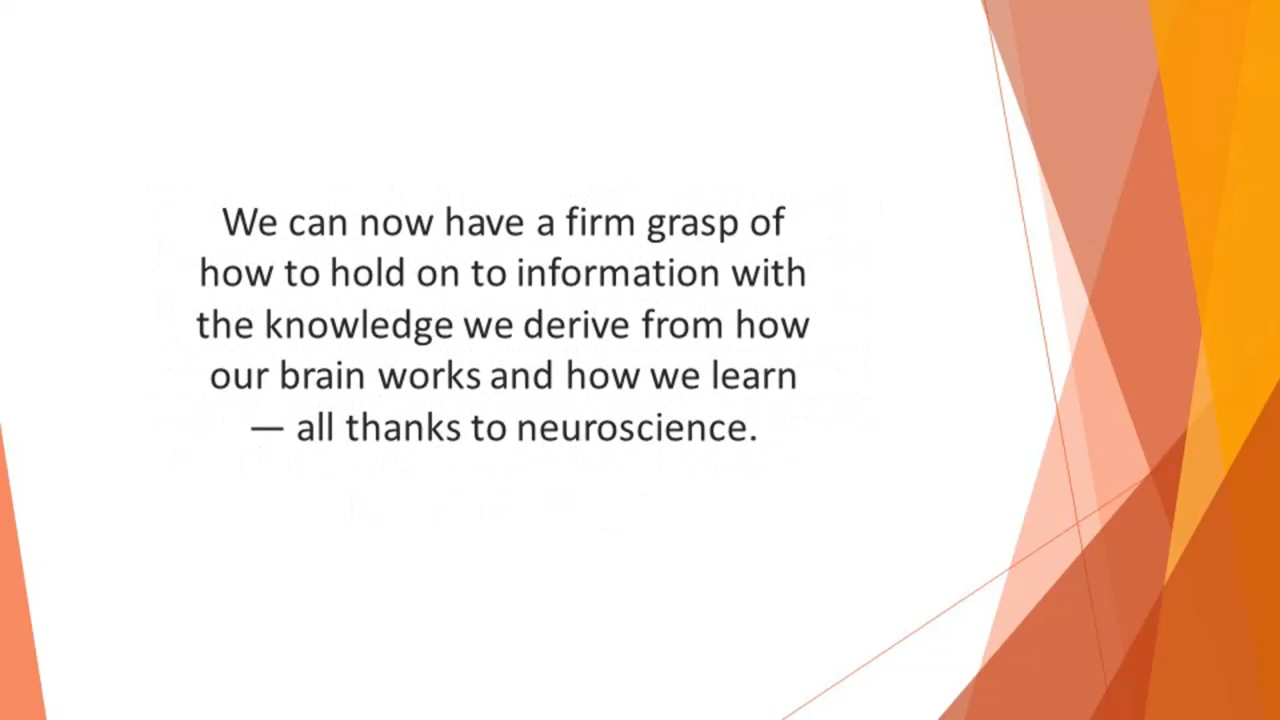 We can now have a firm grasp of
how to hold on to information with
the knowledge we derive from how
our brain works and how we learn
— all thanks to neuroscience.